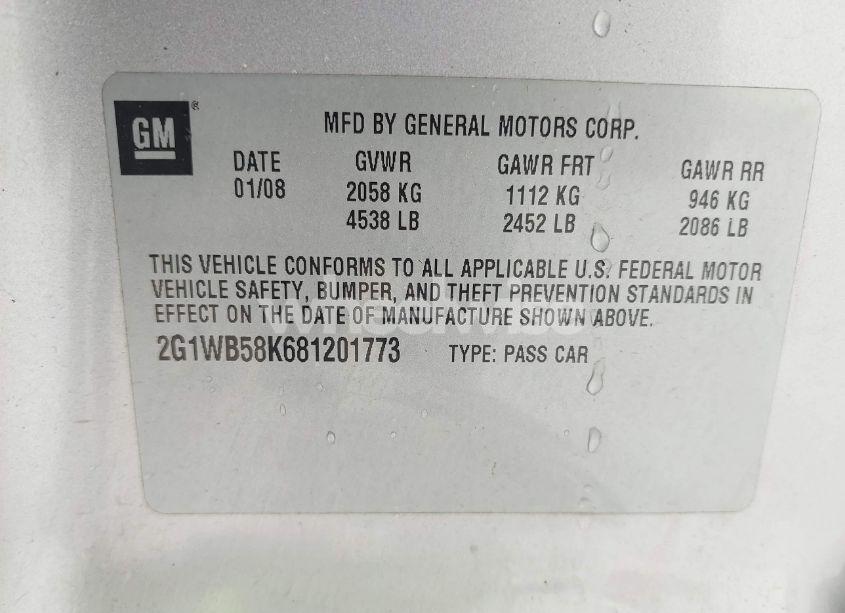 GM ®
MFD BY GENERAL MOTORS CORP.
DATE GVWR GAWR FRT GAWR RR
01/08 2058 KG 1112 KG 946 KG
4538 LB 2452 LB 2086 LB
THIS VEHICLE CONFORMS TO ALL APPLICABLE U.S. FEDERAL MOTOR
VEHICLE SAFETY, BUMPER, AND THEFT PREVENTION STANDARDS IN
EFFECT ON THE DATE OF MANUFACTURE SHOWN ABOVE.
2G1WB58K681201773 TYPE: PASS CAR